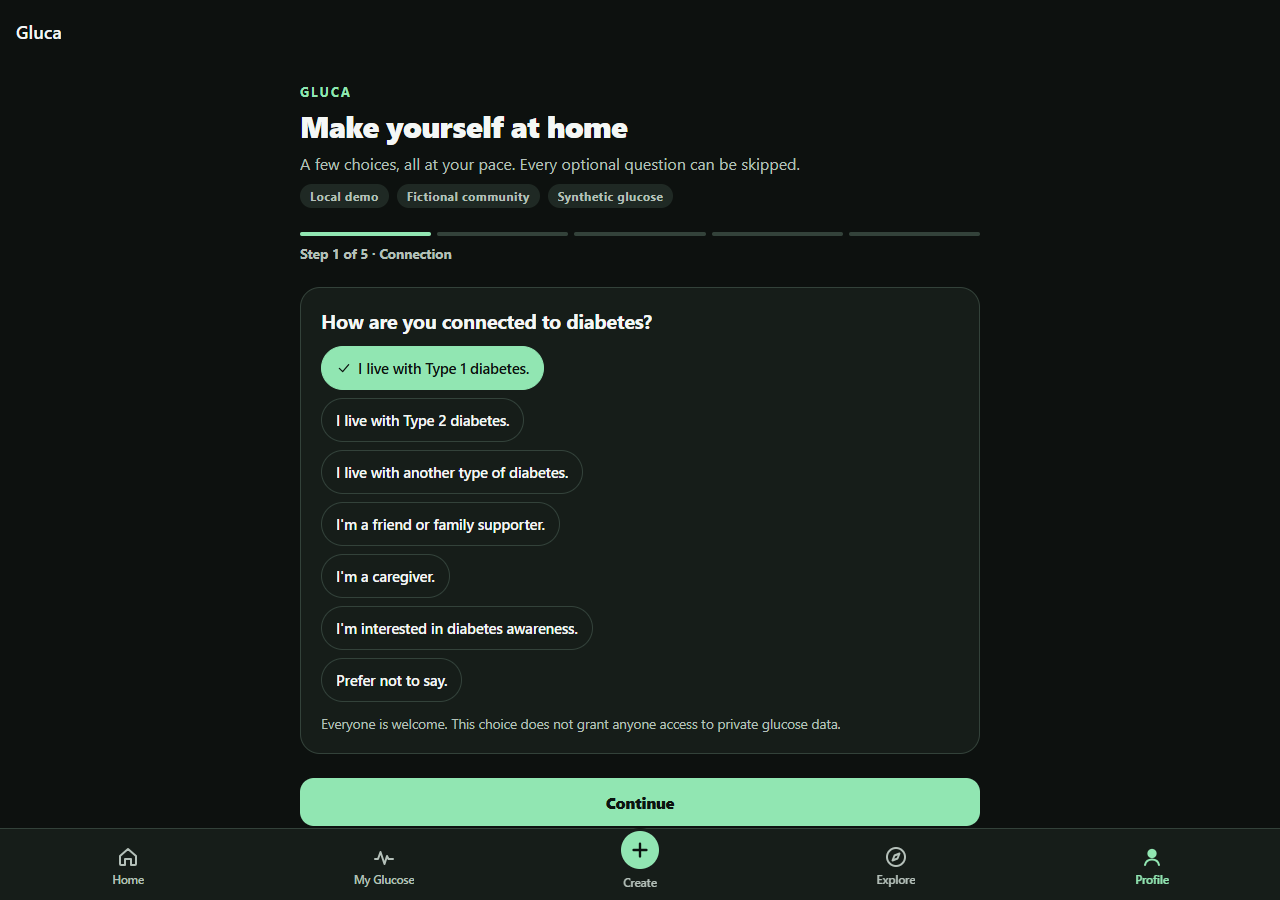 Gluca
GLUCA
Make yourself at home
A few choices, all at your pace. Every optional question can be skipped.
Local demo
Fictional community
Synthetic glucose
Step 1 of 5 · Connection
How are you connected to diabetes?
I live with Type 1 diabetes.
I live with Type 2 diabetes.
I live with another type of diabetes.
I'm a friend or family supporter.
I'm a caregiver.
I'm interested in diabetes awareness.
Prefer not to say.
Everyone is welcome. This choice does not grant anyone access to private glucose data.
Continue
Home
My Glucose
Create
Explore
Profile